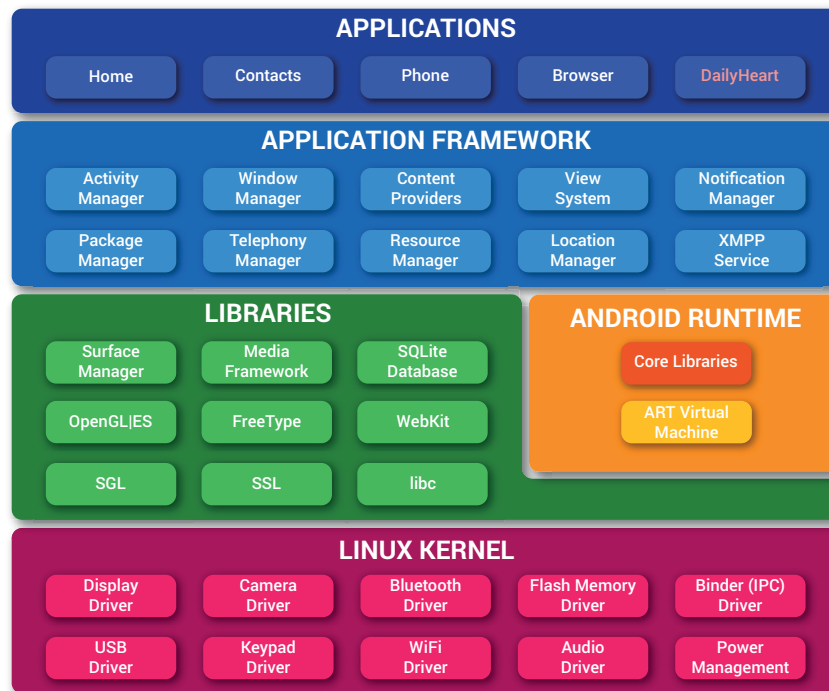 APPLICATIONS
Home
Contacts
Phone
Browser
DailyHeart
APPLICATION FRAMEWORK
Activity
Manager
Window
Manager
Content
Providers
View
System
Notification
Manager
Package
Manager
Telephony
Manager
Resource
Manager
Location
Manager
XMPP
Service
LIBRARIES
Surface
Manager
Media
Framework
SQLite
Database
OpenGL|ES
FreeType
WebKit
SGL
SSL
libc
ANDROID RUNTIME
Core Libraries
ART Virtual
Machine
LINUX KERNEL
Display
Driver
Camera
Driver
Bluetooth
Driver
Flash Memory
Driver
Binder (IPC)
Driver
USB
Driver
Keypad
Driver
WiFi
Driver
Audio
Driver
Power
Management